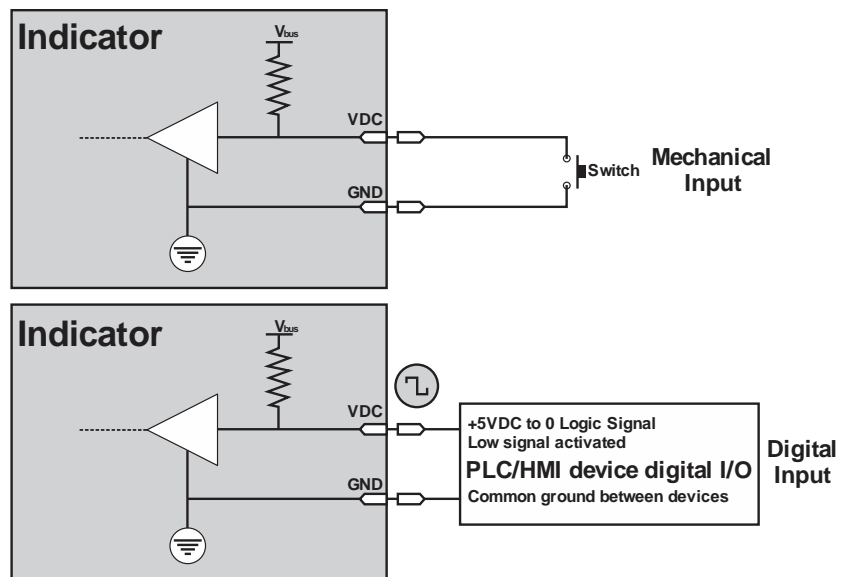 Indicator
Vbus
VDC
GND
Switch
Mechanical
Input
Indicator
Vbus
VDC
GND
+5VDC to 0 Logic Signal
Low signal activated
PLC/HMI device digital I/O
Common ground between devices
Digital
Input